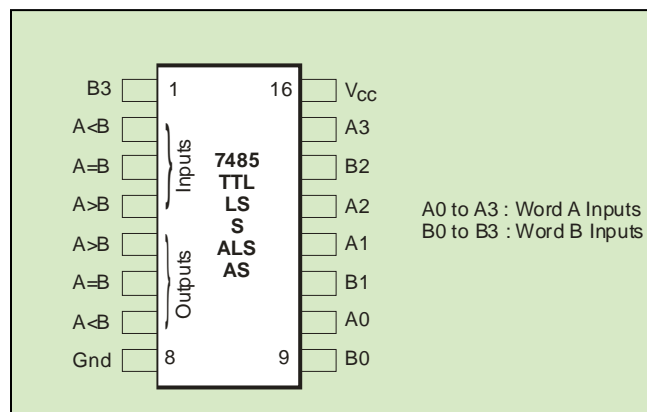 B3 1 16 VCC
A<B A3
A=B Inputs B2
A>B A2
A>B A1
A=B Outputs B1
A<B A0
Gnd 8 9 B0
7485
TTL
LS
S
ALS
AS
A0 to A3 : Word A Inputs
B0 to B3 : Word B Inputs